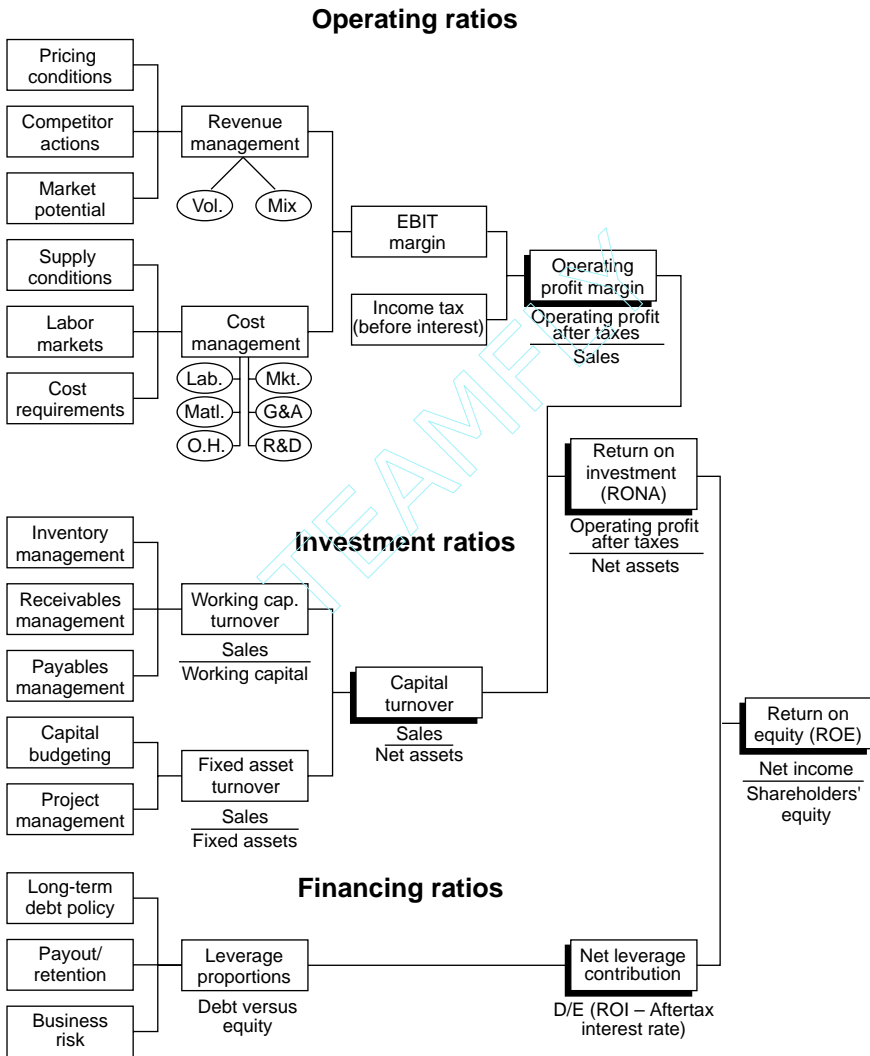 Operating ratios
Pricing
conditions
Competitor
actions
Market
potential
Supply
conditions
Labor
markets
Cost
requirements
Revenue
management
Vol.
Mix
Cost
management
Lab.
Mkt.
Matl.
G&A
O.H.
R&D
EBIT
margin
Income tax
(before interest)
Operating
profit margin
Operating profit
after taxes
Sales
Return on
investment
(RONA)
Operating profit
after taxes
Net assets
Investment ratios
Inventory
management
Receivables
management
Payables
management
Capital
budgeting
Project
management
Working cap.
turnover
Sales
Working capital
Fixed asset
turnover
Sales
Fixed assets
Capital
turnover
Sales
Net assets
Return on
equity (ROE)
Net income
Shareholders'
equity
Financing ratios
Long-term
debt policy
Payout/
retention
Business
risk
Leverage
proportions
Debt versus
equity
Net leverage
contribution
D/E (ROI – Aftertax
interest rate)
TEAMFLY